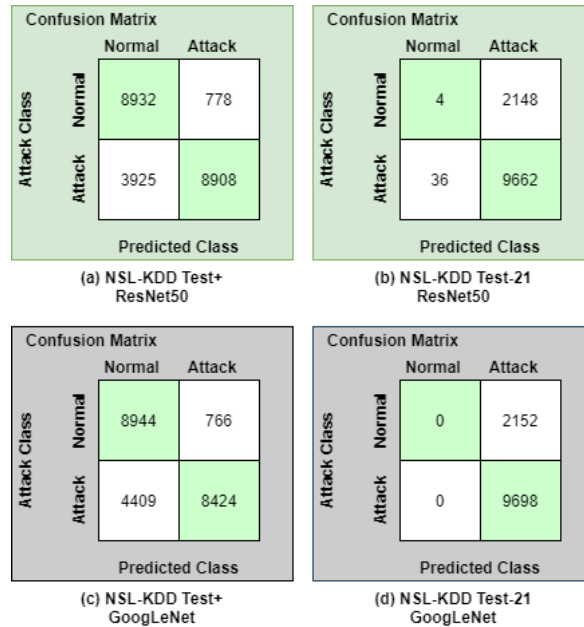 Confusion Matrix
Normal Attack
Attack Class
Normal
8932 778
Attack
3925 8908
Predicted Class
(a) NSL-KDD Test+
ResNet50
Confusion Matrix
Normal Attack
Attack Class
Normal
4 2148
Attack
36 9662
Predicted Class
(b) NSL-KDD Test-21
ResNet50
Confusion Matrix
Normal Attack
Attack Class
Normal
8944 766
Attack
4409 8424
Predicted Class
(c) NSL-KDD Test+
GoogLeNet
Confusion Matrix
Normal Attack
Attack Class
Normal
0 2152
Attack
0 9698
Predicted Class
(d) NSL-KDD Test-21
GoogLeNet